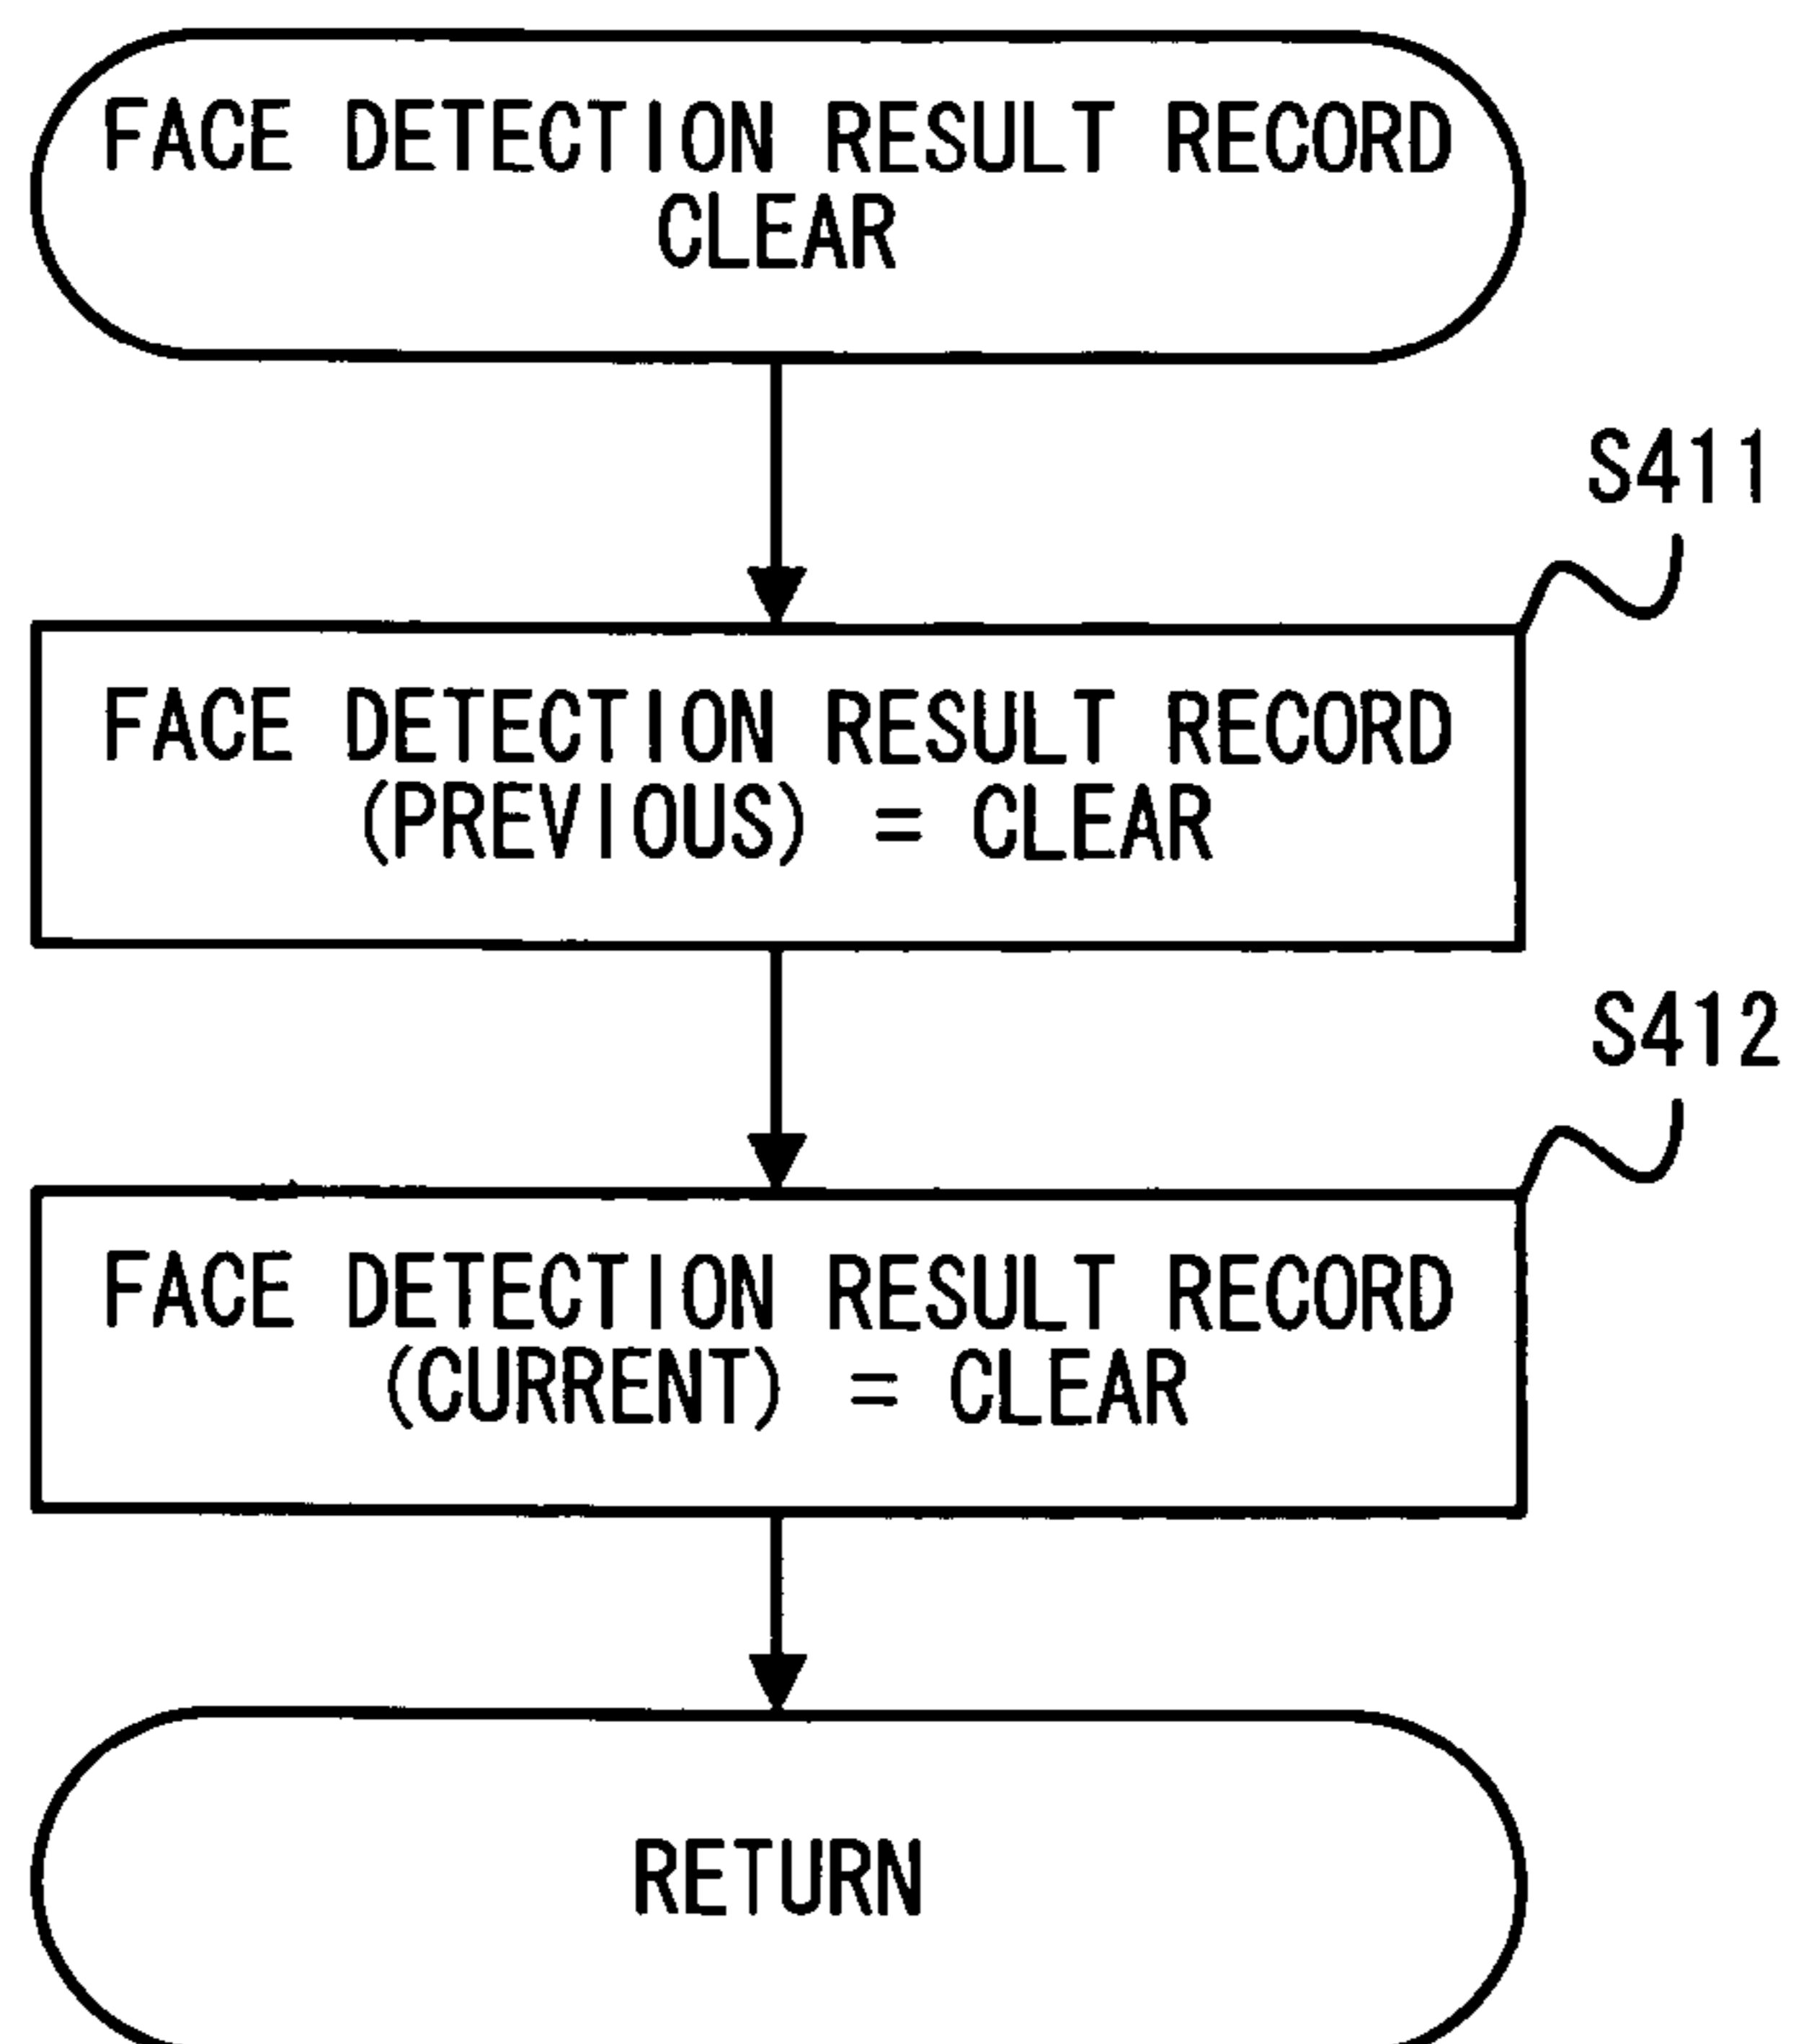 FACE DETECTION RESULT RECORD
CLEAR
S411
FACE DETECTION RESULT RECORD
(PREVIOUS) = CLEAR
S412
FACE DETECTION RESULT RECORD
(CURRENT) = CLEAR
RETURN